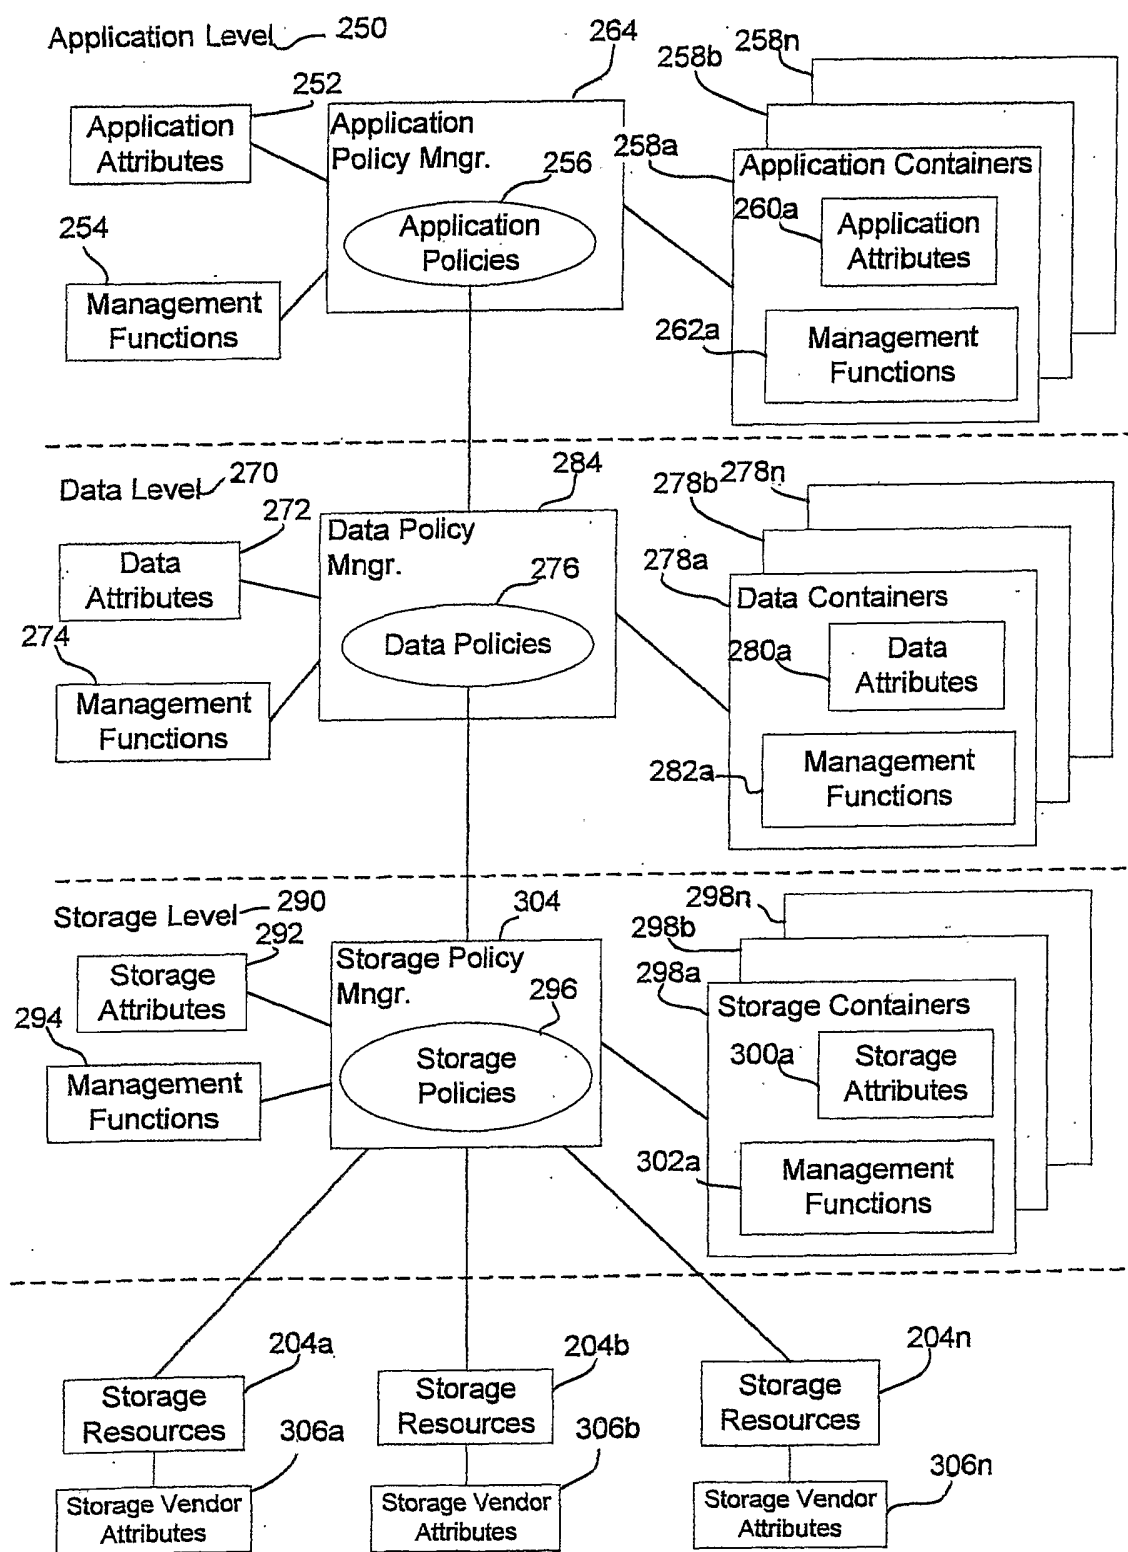 Application Level 250
264
258n
258b
252
Application
Attributes
Application
Policy Mngr.
258a
Application Containers
256
260a
Application
Attributes
254
Application
Policies
Management
Functions
262a
Management
Functions
Data Level 270
284
278n
278b
272
Data Policy
Mngr.
Data
Attributes
276
278a
Data Containers
274
Data Policies
280a
Data
Attributes
Management
Functions
282a
Management
Functions
Storage Level 290
304
298n
298b
292
Storage Policy
Mngr.
Storage
Attributes
298a
Storage Containers
294
296
300a
Storage
Attributes
Storage
Policies
Management
Functions
302a
Management
Functions
204a
204b
204n
Storage
Resources
Storage
Resources
Storage
Resources
306a
306b
306n
Storage Vendor
Attributes
Storage Vendor
Attributes
Storage Vendor
Attributes